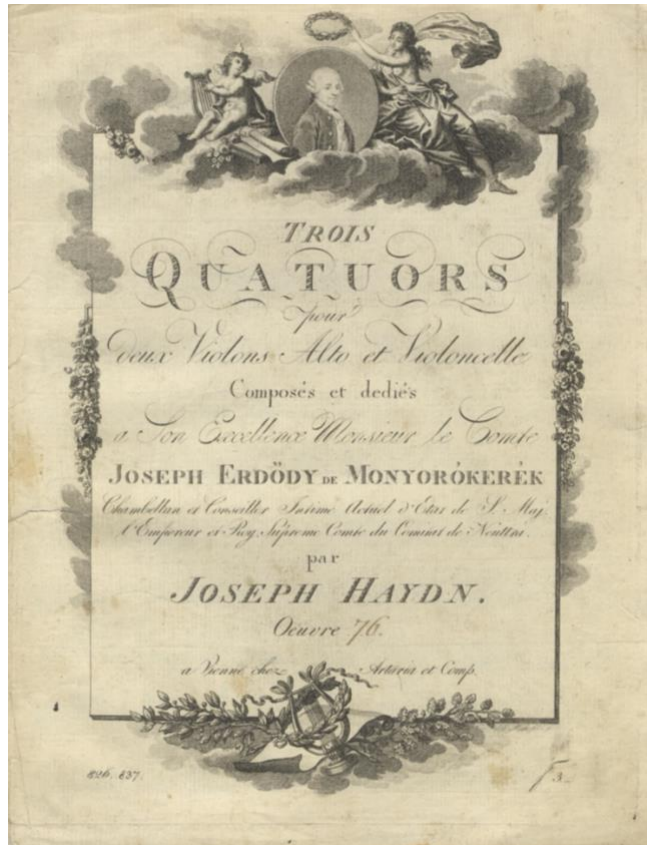 TROIS
QUATUORS
pour
deux Violons Alto et Violoncelle
Composés et dediés
a Son Excellence Monsieur le Comte
JOSEPH ERDÖDY DE MONYORÓKERÉK
Chambellan et Conseiller Intime Actuel d'Etat de S. Maj.
l'Empereur et Roy, Supreme Comte du Comitat de Neuttra.
par
JOSEPH HAYDN.
Oeuvre 76.
a Vienne chez Artaria et Comp.
826. 837.
f 3_